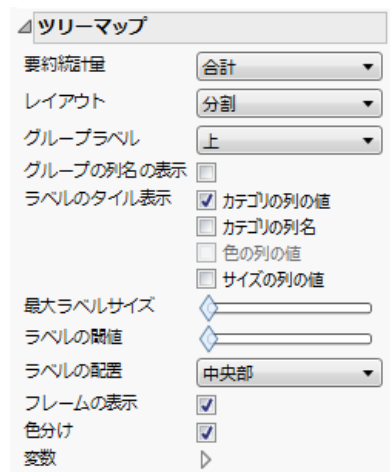 ツリーマップ
要約統計量 合計
レイアウト 分割
グループラベル 上
グループの列名の表示
ラベルのタイル表示 カテゴリの列の値
カテゴリの列名
色の列の値
サイズの列の値
最大ラベルサイズ
ラベルの閾値
ラベルの配置 中央部
フレームの表示
色分け
変数